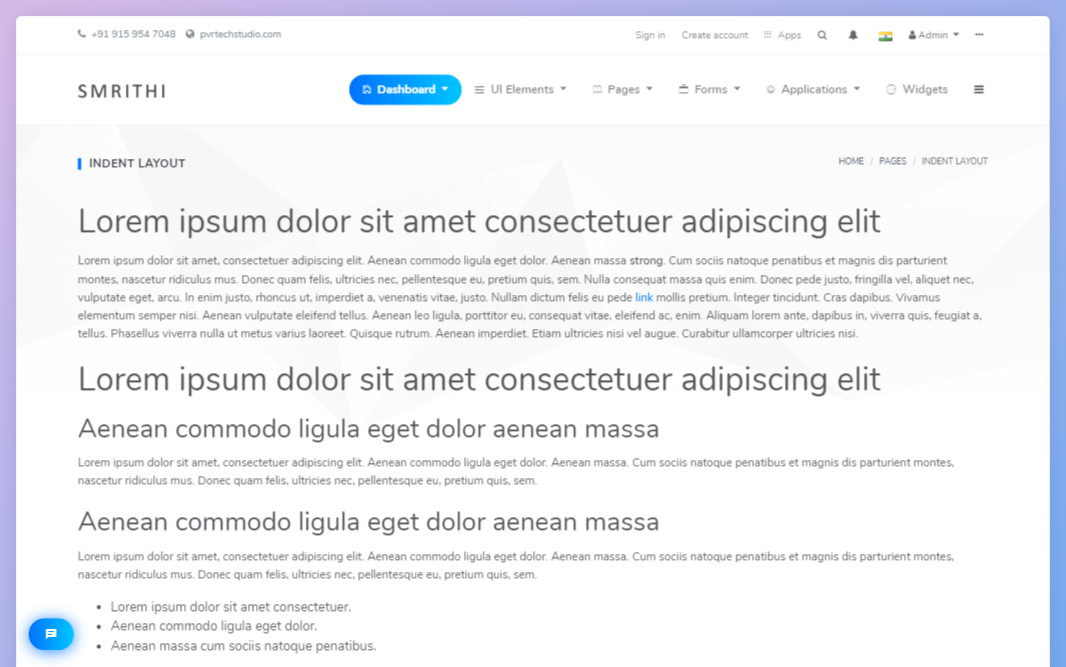 +91 915 954 7048 pvrtechstudio.com Sign in Create account Apps Admin
SMRITHI Dashboard UI Elements Pages Forms Applications Widgets
INDENT LAYOUT HOME / PAGES / INDENT LAYOUT
Lorem ipsum dolor sit amet consectetuer adipiscing elit
Lorem ipsum dolor sit amet, consectetuer adipiscing elit. Aenean commodo ligula eget dolor. Aenean massa strong. Cum sociis natoque penatibus et magnis dis parturient
montes, nascetur ridiculus mus. Donec quam felis, ultricies nec, pellentesque eu, pretium quis, sem. Nulla consequat massa quis enim. Donec pede justo, fringilla vel, aliquet nec,
vulputate eget, arcu. In enim justo, rhoncus ut, imperdiet a, venenatis vitae, justo. Nullam dictum felis eu pede link mollis pretium. Integer tincidunt. Cras dapibus. Vivamus
elementum semper nisi. Aenean vulputate eleifend tellus. Aenean leo ligula, porttitor eu, consequat vitae, eleifend ac, enim. Aliquam lorem ante, dapibus in, viverra quis, feugiat a,
tellus. Phasellus viverra nulla ut metus varius laoreet. Quisque rutrum. Aenean imperdiet. Etiam ultricies nisi vel augue. Curabitur ullamcorper ultricies nisi.
Lorem ipsum dolor sit amet consectetuer adipiscing elit
Aenean commodo ligula eget dolor aenean massa
Lorem ipsum dolor sit amet, consectetuer adipiscing elit. Aenean commodo ligula eget dolor. Aenean massa. Cum sociis natoque penatibus et magnis dis parturient montes,
nascetur ridiculus mus. Donec quam felis, ultricies nec, pellentesque eu, pretium quis, sem.
Aenean commodo ligula eget dolor aenean massa
Lorem ipsum dolor sit amet, consectetuer adipiscing elit. Aenean commodo ligula eget dolor. Aenean massa. Cum sociis natoque penatibus et magnis dis parturient montes,
nascetur ridiculus mus. Donec quam felis, ultricies nec, pellentesque eu, pretium quis, sem.
• Lorem ipsum dolor sit amet consectetuer.
• Aenean commodo ligula eget dolor.
• Aenean massa cum sociis natoque penatibus.